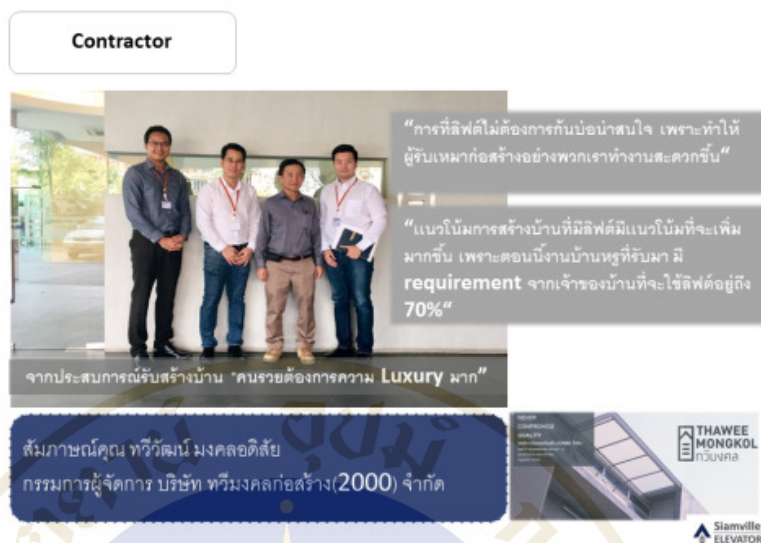 Contractor
“การที่ลิฟต์ไม่ต้องการกั้นบ่อน่าสนใจ เพราะทำให้
ผู้รับเหมาก่อสร้างอย่างพวกเราทำงานสะดวกขึ้น“
“แนวโน้มการสร้างบ้านที่มีลิฟต์มีแนวโน้มที่จะเพิ่ม
มากขึ้น เพราะตอนนี้งานบ้านหรูที่รับมา มี
requirement จากเจ้าของบ้านที่จะใช้ลิฟต์อยู่ถึง
70%“
จากประสบการณ์รับสร้างบ้าน “คนรวยต้องการความ Luxury มาก”
สัมภาษณ์คุณ ทวีวัฒน์ มงคลอดิสัย
กรรมการผู้จัดการ บริษัท ทวีมงคลก่อสร้าง(2000) จำกัด
NEVER
COMPROMISE
QUALITY
THAWEE
MONGKOL
ทวีมงคล
Siamville
ELEVATOR